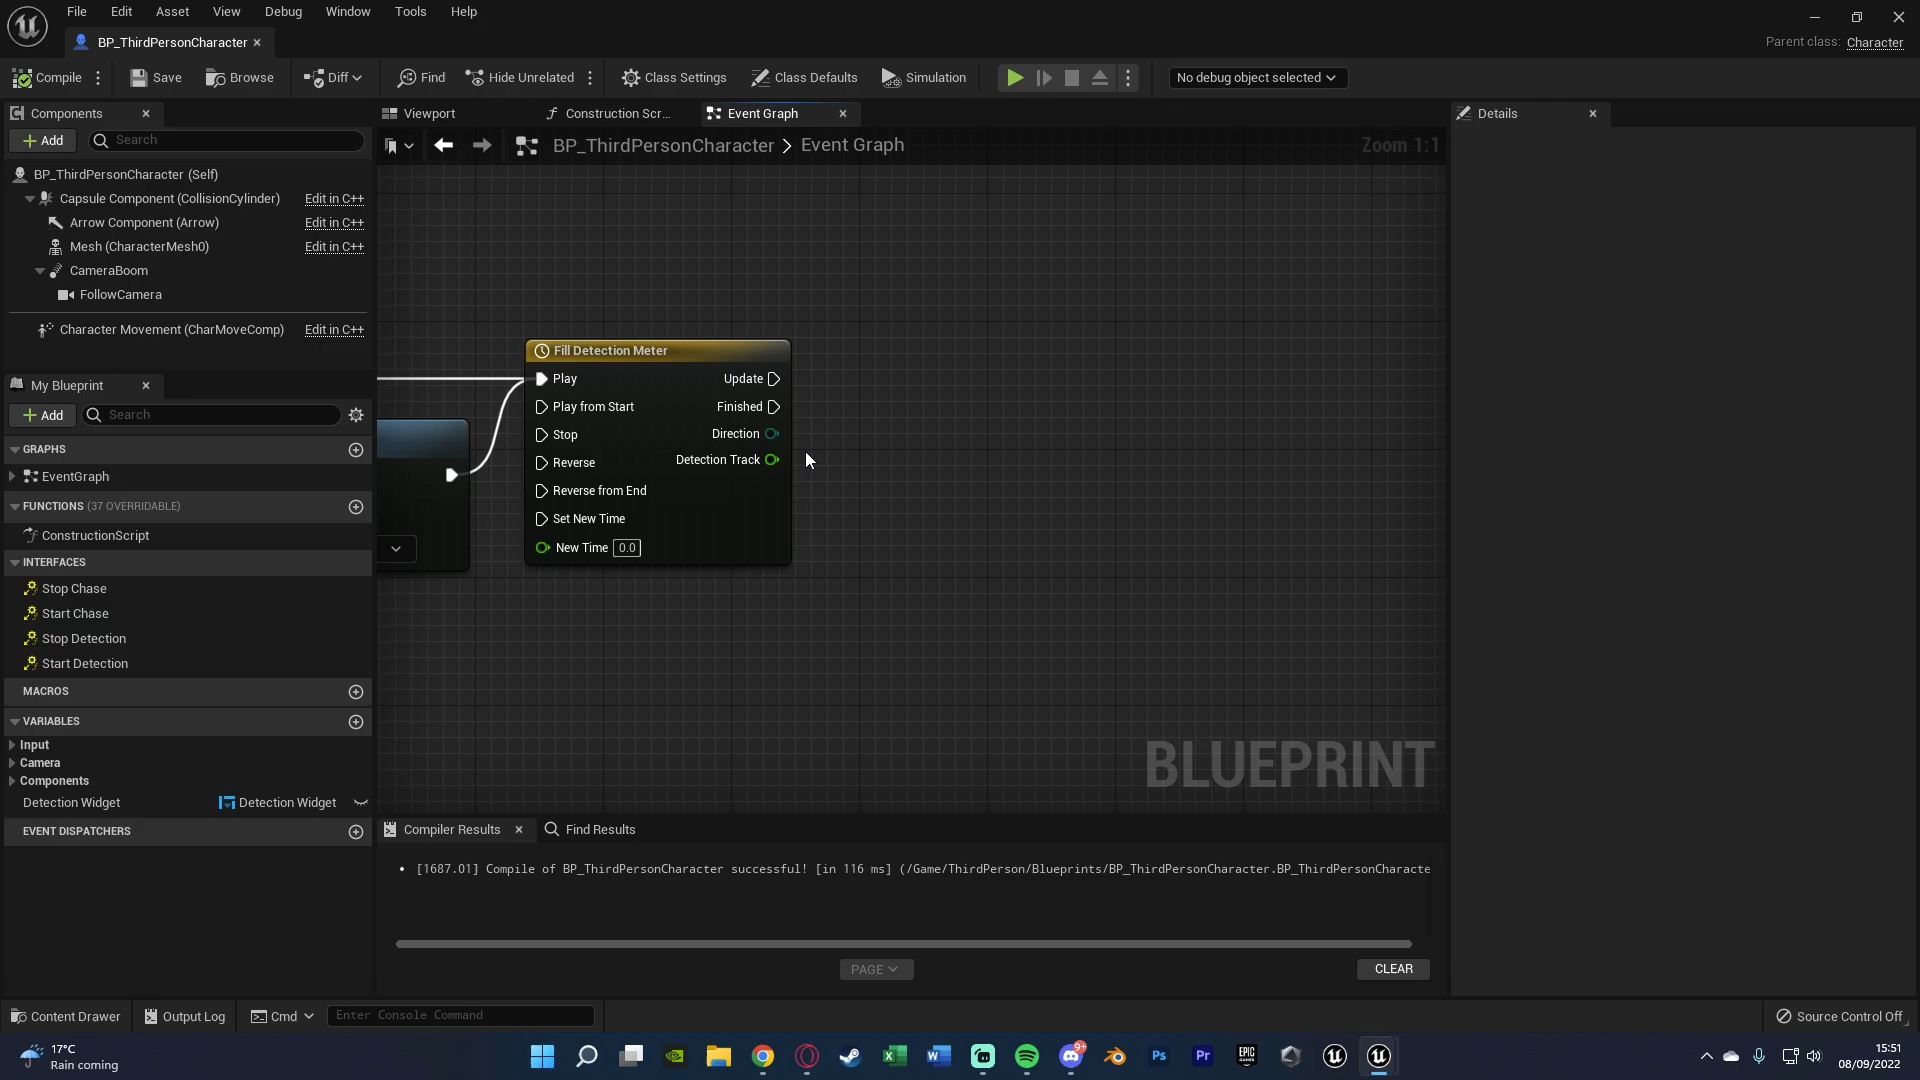 File Edit Asset View Debug Window Tools Help
BP_ThirdPersonCharacter
Parent class: Character
Compile Save Browse Diff Find Hide Unrelated Class Settings Class Defaults Simulation No debug object selected
Components
Viewport Construction Scr... Event Graph
Details
Add Search
BP_ThirdPersonCharacter > Event Graph
Zoom 1:1
BP_ThirdPersonCharacter (Self)
Capsule Component (CollisionCylinder) Edit in C++
Arrow Component (Arrow) Edit in C++
Mesh (CharacterMesh0) Edit in C++
CameraBoom
FollowCamera
Character Movement (CharMoveComp) Edit in C++
My Blueprint
Add Search
GRAPHS
EventGraph
FUNCTIONS (37 OVERRIDABLE)
ConstructionScript
INTERFACES
Stop Chase
Start Chase
Stop Detection
Start Detection
MACROS
VARIABLES
Input
Camera
Components
Detection Widget Detection Widget
EVENT DISPATCHERS
Fill Detection Meter
Play Update
Play from Start Finished
Stop Direction
Reverse Detection Track
Reverse from End
Set New Time
New Time 0.0
BLUEPRINT
Compiler Results Find Results
• [1687.01] Compile of BP_ThirdPersonCharacter successful! [in 116 ms] (/Game/ThirdPerson/Blueprints/BP_ThirdPersonCharacter.BP_ThirdPersonCharacte
PAGE CLEAR
Content Drawer Output Log Cmd Enter Console Command Source Control Off
17°C
Rain coming
9+
Ps
Pr
EPIC
GAMES
15:51
08/09/2022